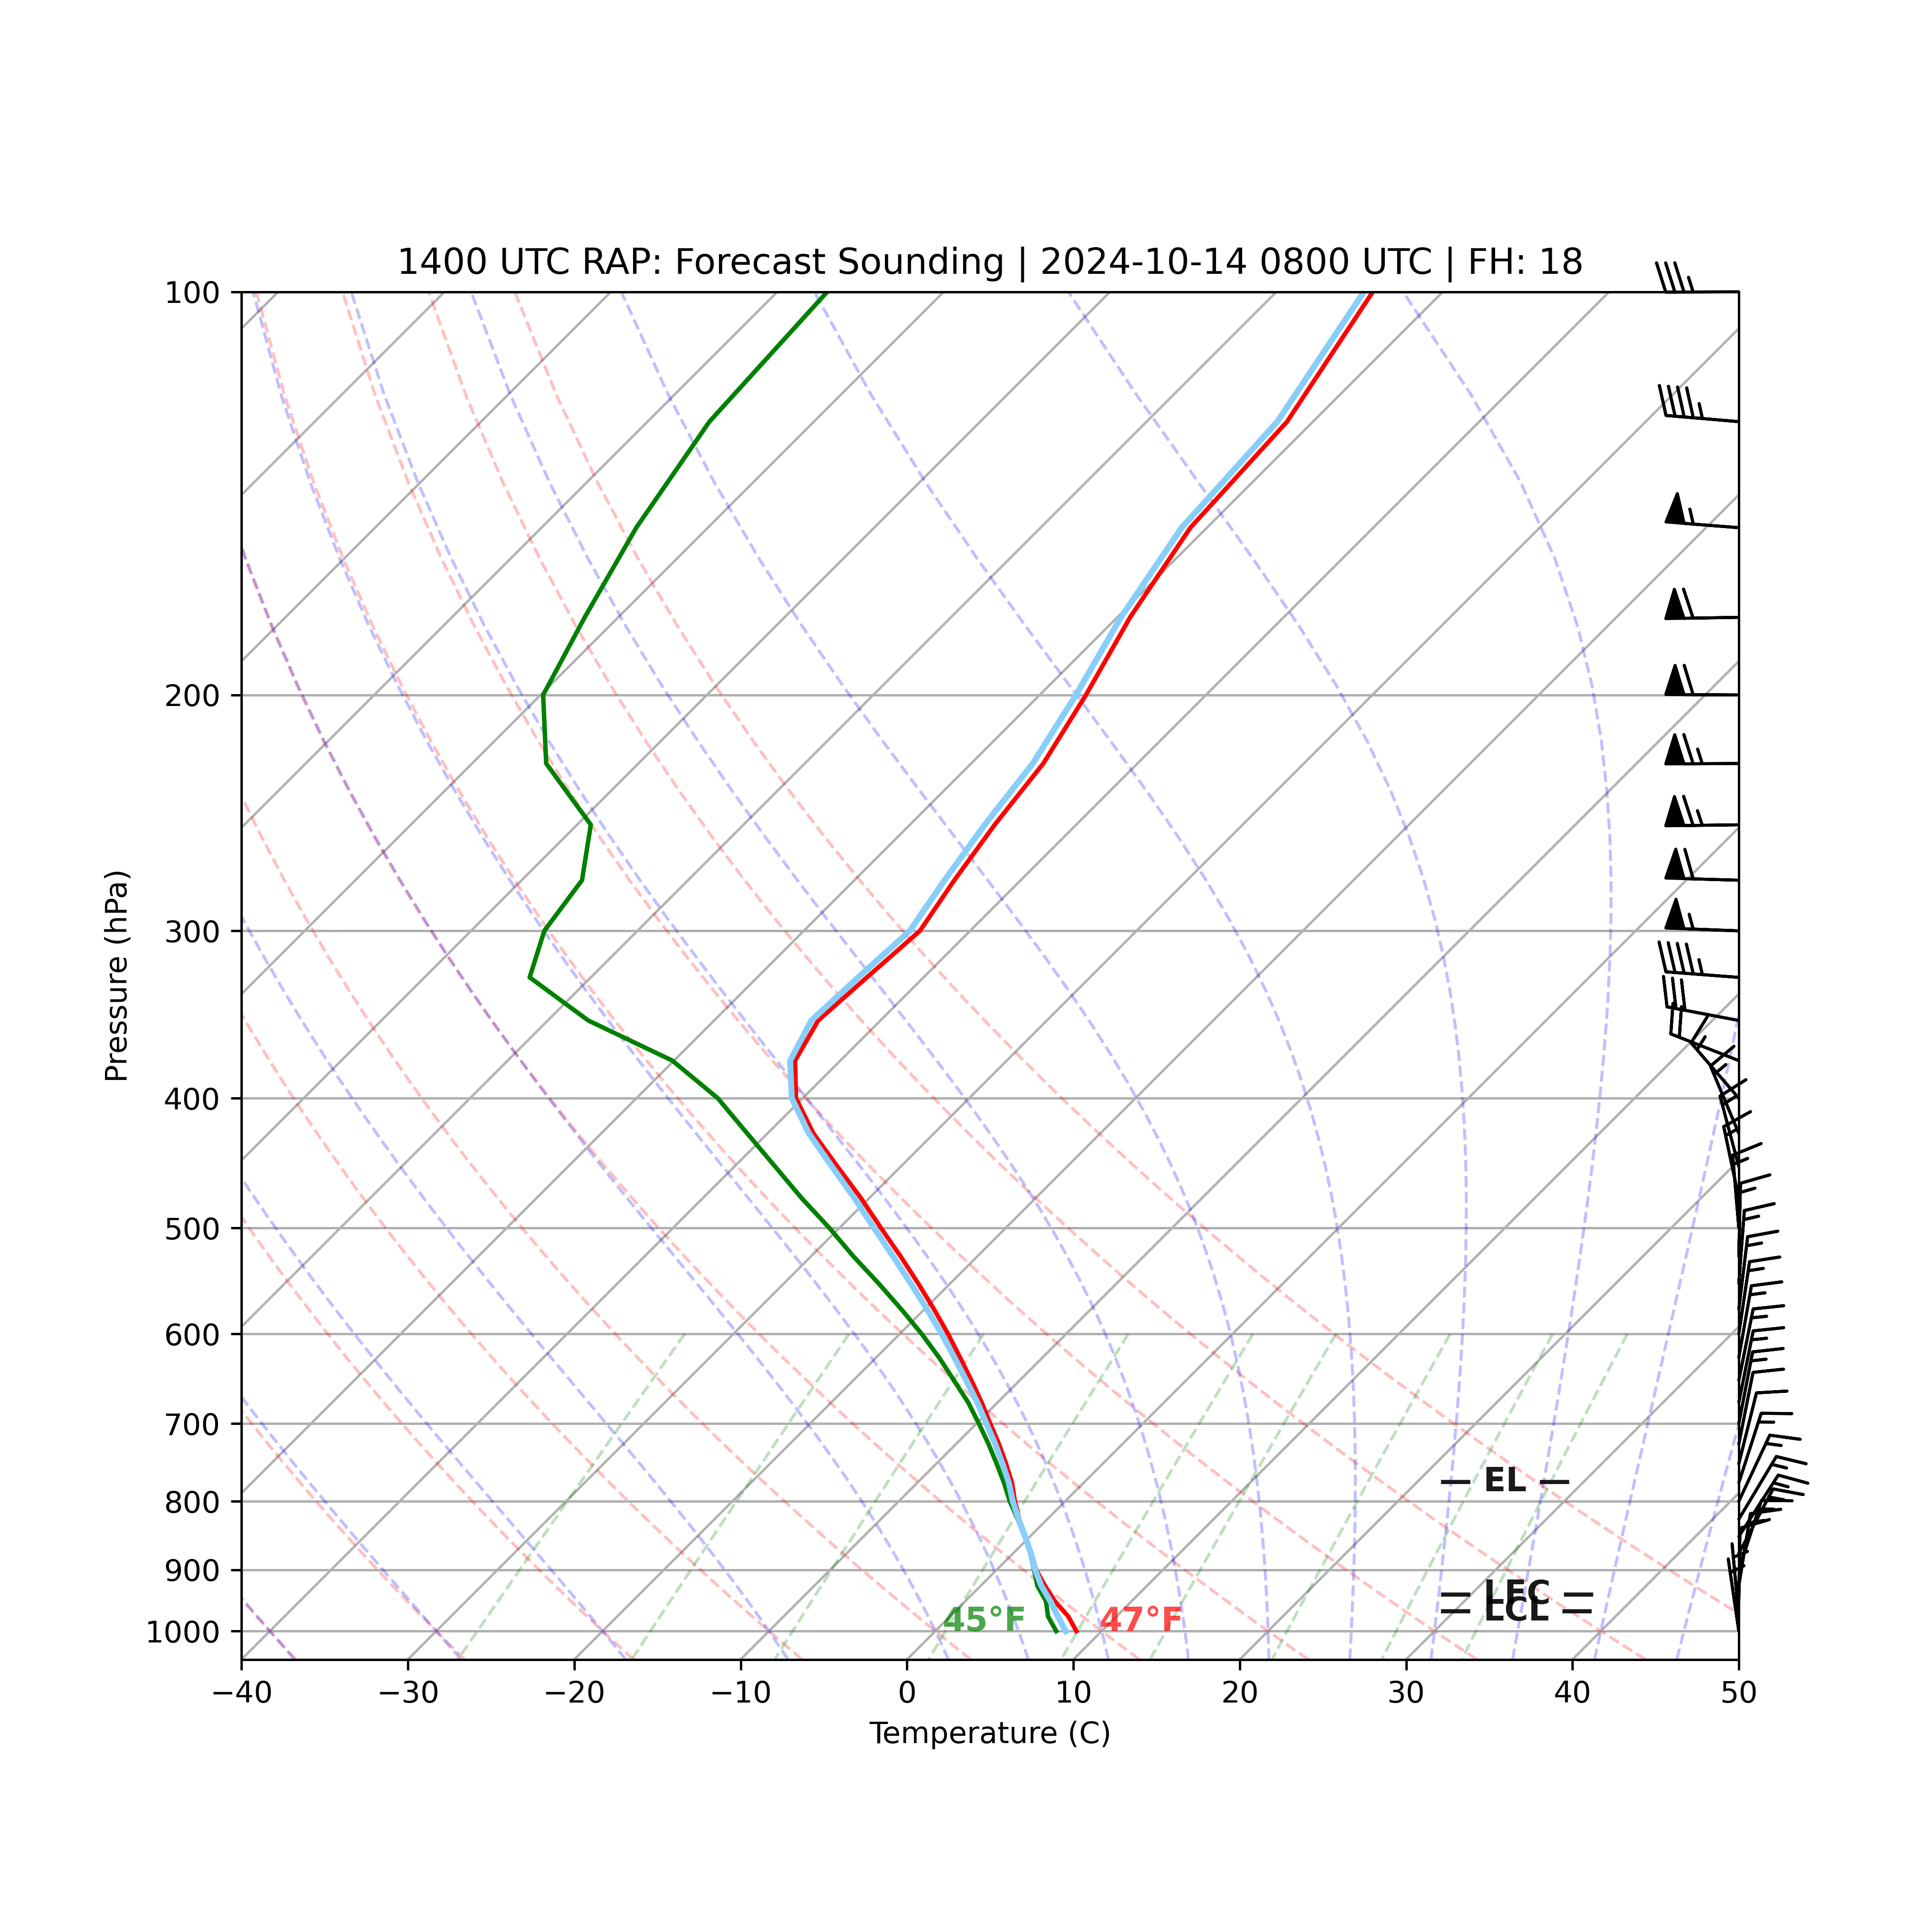 1400 UTC RAP: Forecast Sounding | 2024-10-14 0800 UTC | FH: 18
100
200
300
400
500
600
700
800
900
1000
Pressure (hPa)
— EL —
— LFC —
— LCL —
45°F
47°F
−40 −30 −20 −10 0 10 20 30 40 50
Temperature (C)